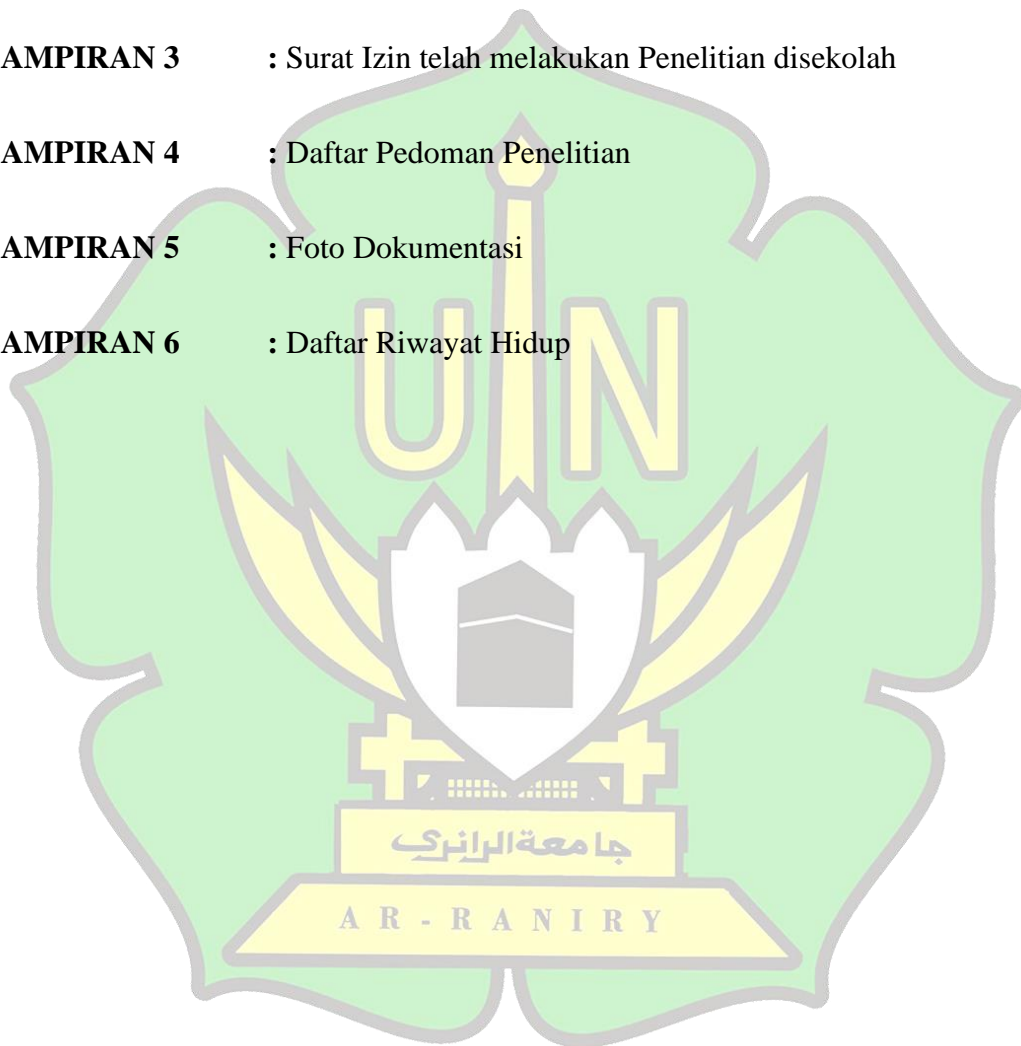 AMPIRAN 3 : Surat Izin telah melakukan Penelitian disekolah
AMPIRAN 4 : Daftar Pedoman Penelitian
AMPIRAN 5 : Foto Dokumentasi
AMPIRAN 6 : Daftar Riwayat Hidup
UIN
جامعة الرانري
AR-RANIRY